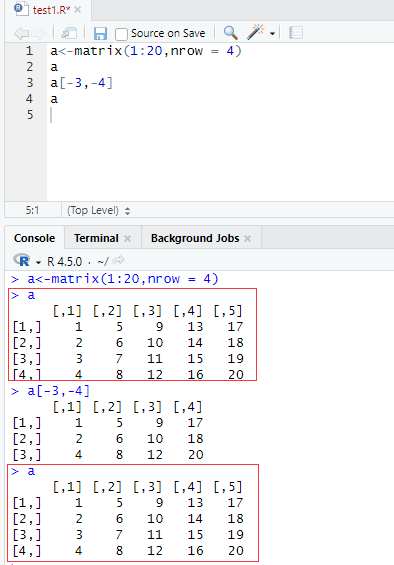 test1.R*
Source on Save
1 a<-matrix(1:20,nrow = 4)
2 a
3 a[-3,-4]
4 a
5
5:1 (Top Level)
Console Terminal Background Jobs
R R 4.5.0 · ~/
> a<-matrix(1:20,nrow = 4)
> a
     [,1] [,2] [,3] [,4] [,5]
[1,]    1    5    9   13   17
[2,]    2    6   10   14   18
[3,]    3    7   11   15   19
[4,]    4    8   12   16   20
> a[-3,-4]
     [,1] [,2] [,3] [,4]
[1,]    1    5    9   17
[2,]    2    6   10   18
[3,]    4    8   12   20
> a
     [,1] [,2] [,3] [,4] [,5]
[1,]    1    5    9   13   17
[2,]    2    6   10   14   18
[3,]    3    7   11   15   19
[4,]    4    8   12   16   20